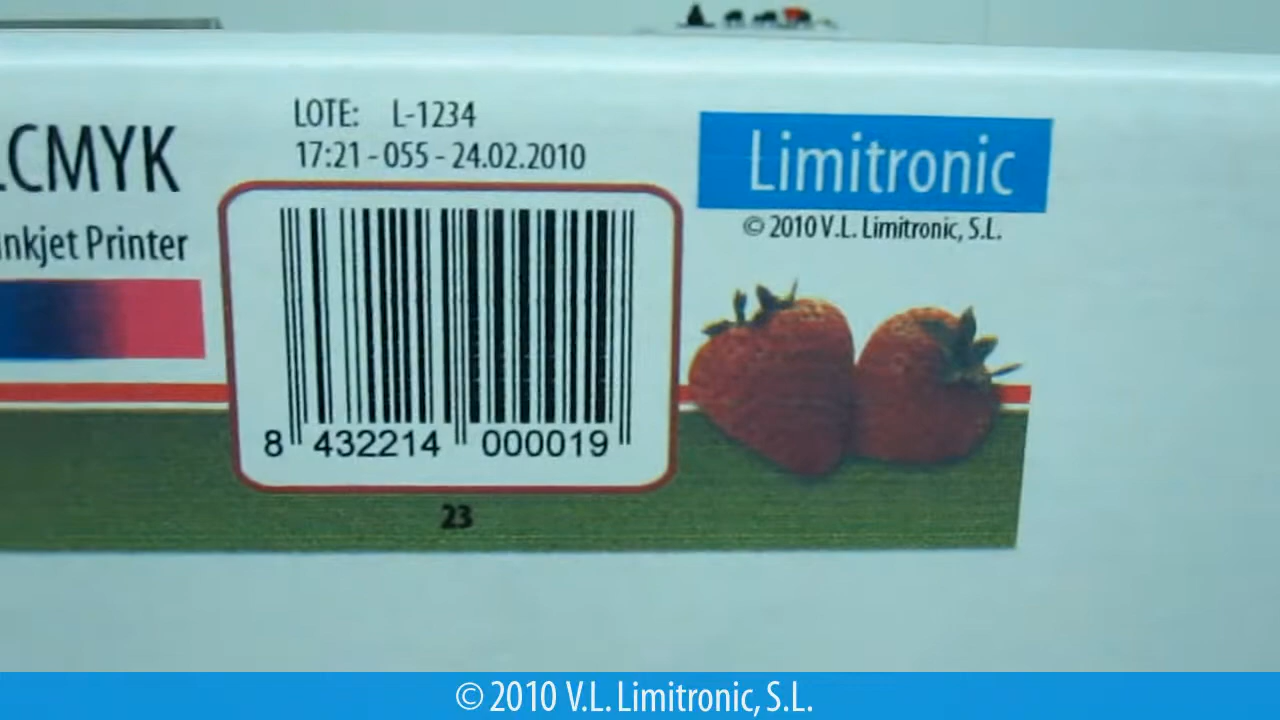 CMYK
Inkjet Printer
LOTE: L-1234
17:21 - 055 - 24.02.2010
8 432214 000019
23
Limitronic
© 2010 V.L. Limitronic, S.L.
© 2010 V.L. Limitronic, S.L.